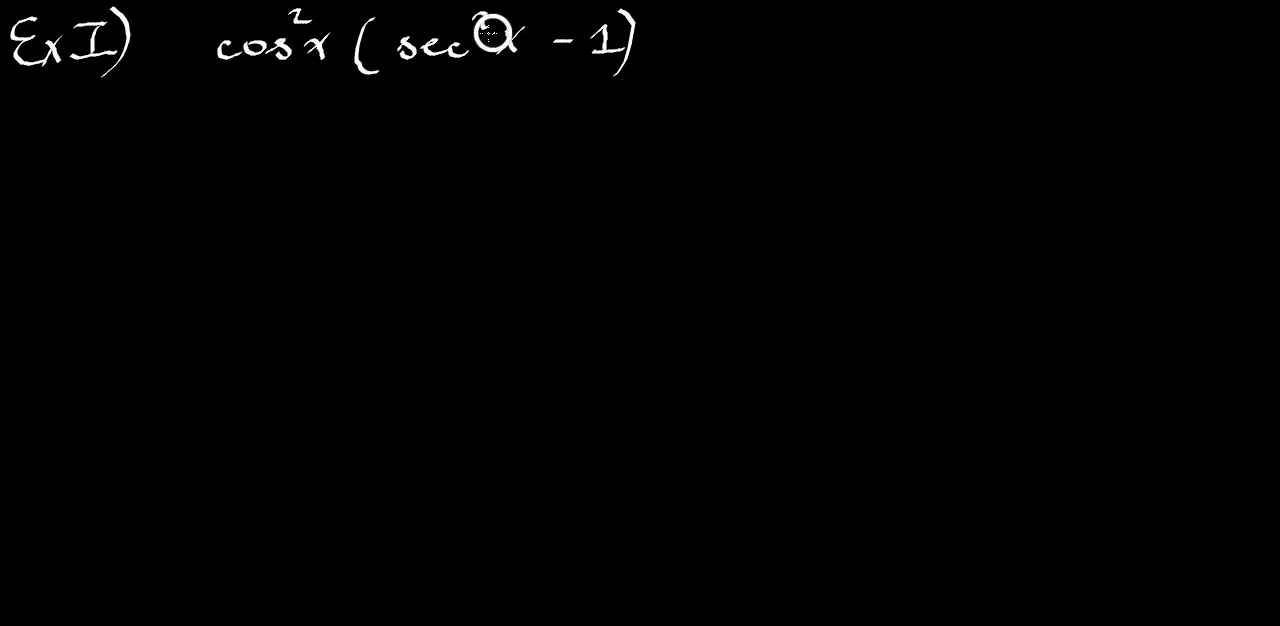 Ex I) cos²x ( sec²x - 1)